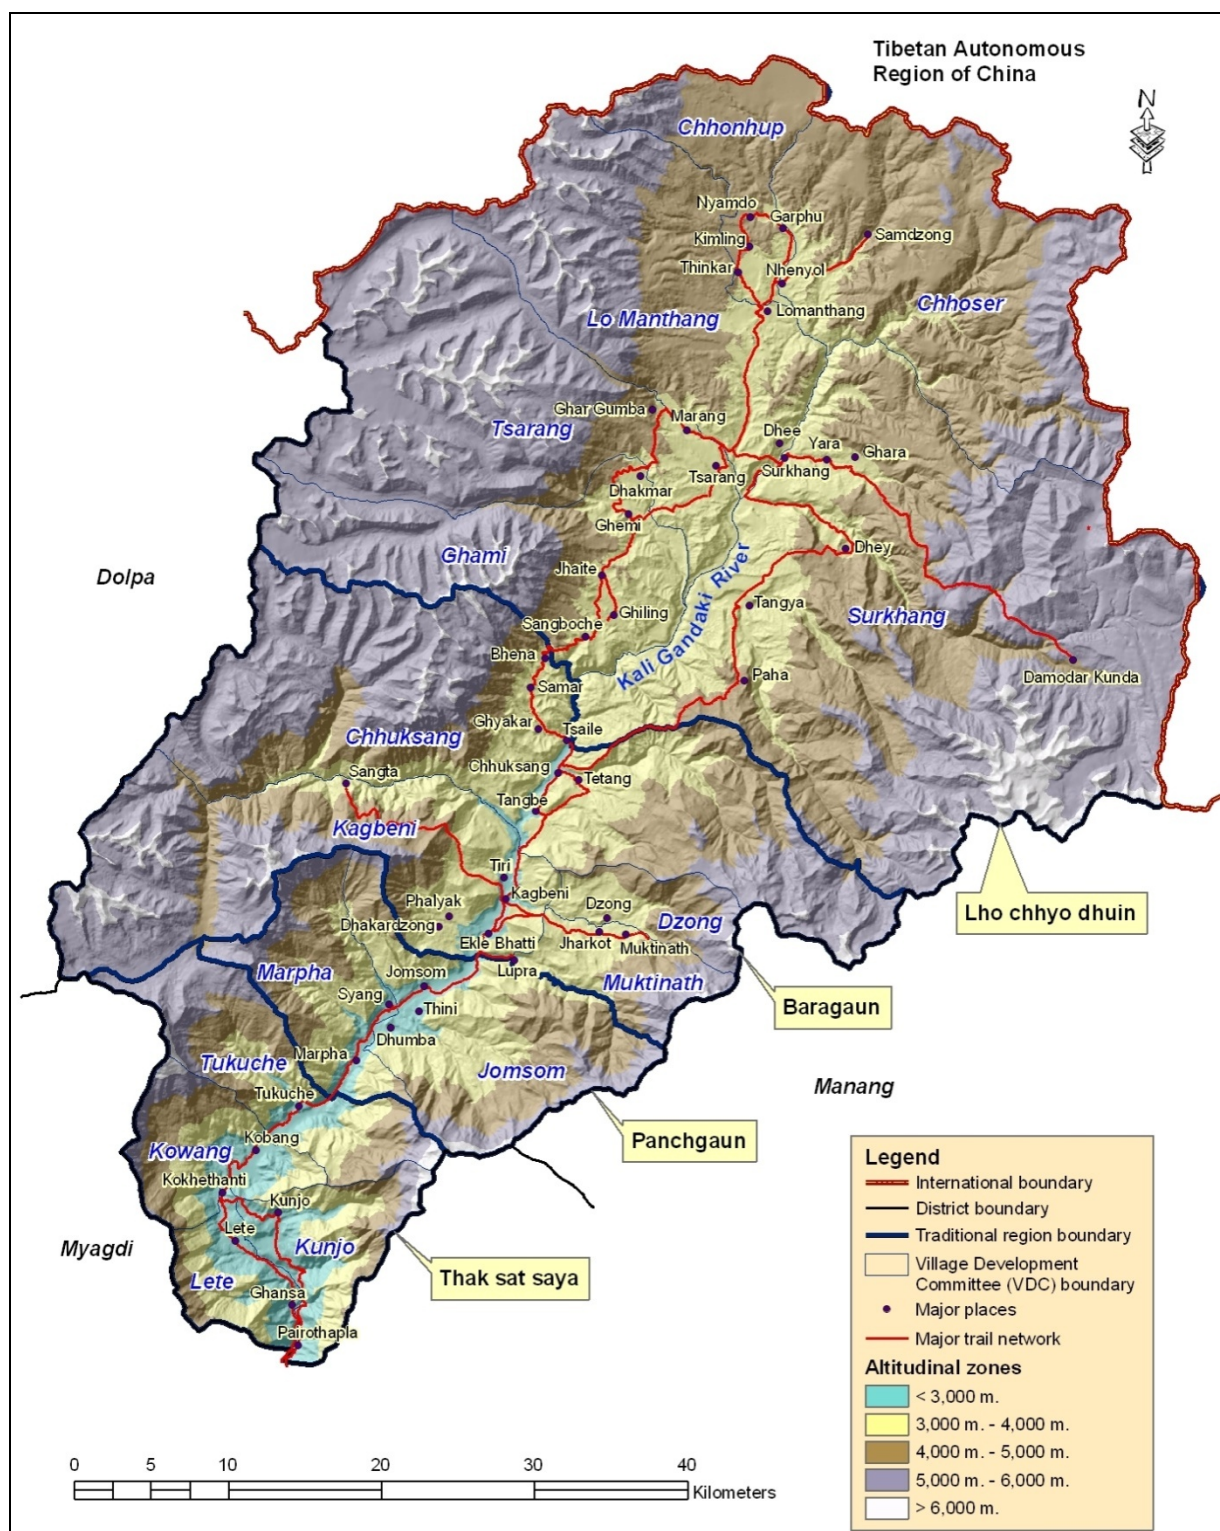 Tibetan Autonomous
Region of China
N
Chhonhup
Nyamdo
Garphu
Kimling
Samdzong
Thinkar
Nhenyol
Chhoser
Lo Manthang
Lomanthang
Ghar Gumba
Marang
Tsarang
Dhee
Yara
Ghara
Surkhang
Tsarang
Dhakmar
Ghemi
Ghami
Dhey
Dolpa
Jhaite
Kali Gandaki River
Tangya
Ghiling
Surkhang
Sangboche
Bhena
Damodar Kunda
Samar
Paha
Ghyakar
Tsaile
Chhuksang
Sangta
Chhuksang
Tetang
Tangbe
Kagbeni
Tiri
Kagbeni
Phalyak
Dzong
Dzong
Lho chhyo dhuin
Dhakardzong
Ekle Bhatti
Jharkot
Muktinath
Marpha
Jomsom
Lupra
Muktinath
Syang
Thini
Baragaun
Dhumba
Marpha
Tukuche
Jomsom
Manang
Tukuche
Kobang
Panchgaun
Kowang
Kokhethanti
Kunjo
Lete
Kunjo
Myagdi
Thak sat saya
Lete
Ghansa
Pairothapla
Legend
International boundary
District boundary
Traditional region boundary
Village Development
Committee (VDC) boundary
Major places
Major trail network
Altitudinal zones
< 3,000 m.
3,000 m. - 4,000 m.
4,000 m. - 5,000 m.
5,000 m. - 6,000 m.
> 6,000 m.
0 5 10 20 30 40
Kilometers